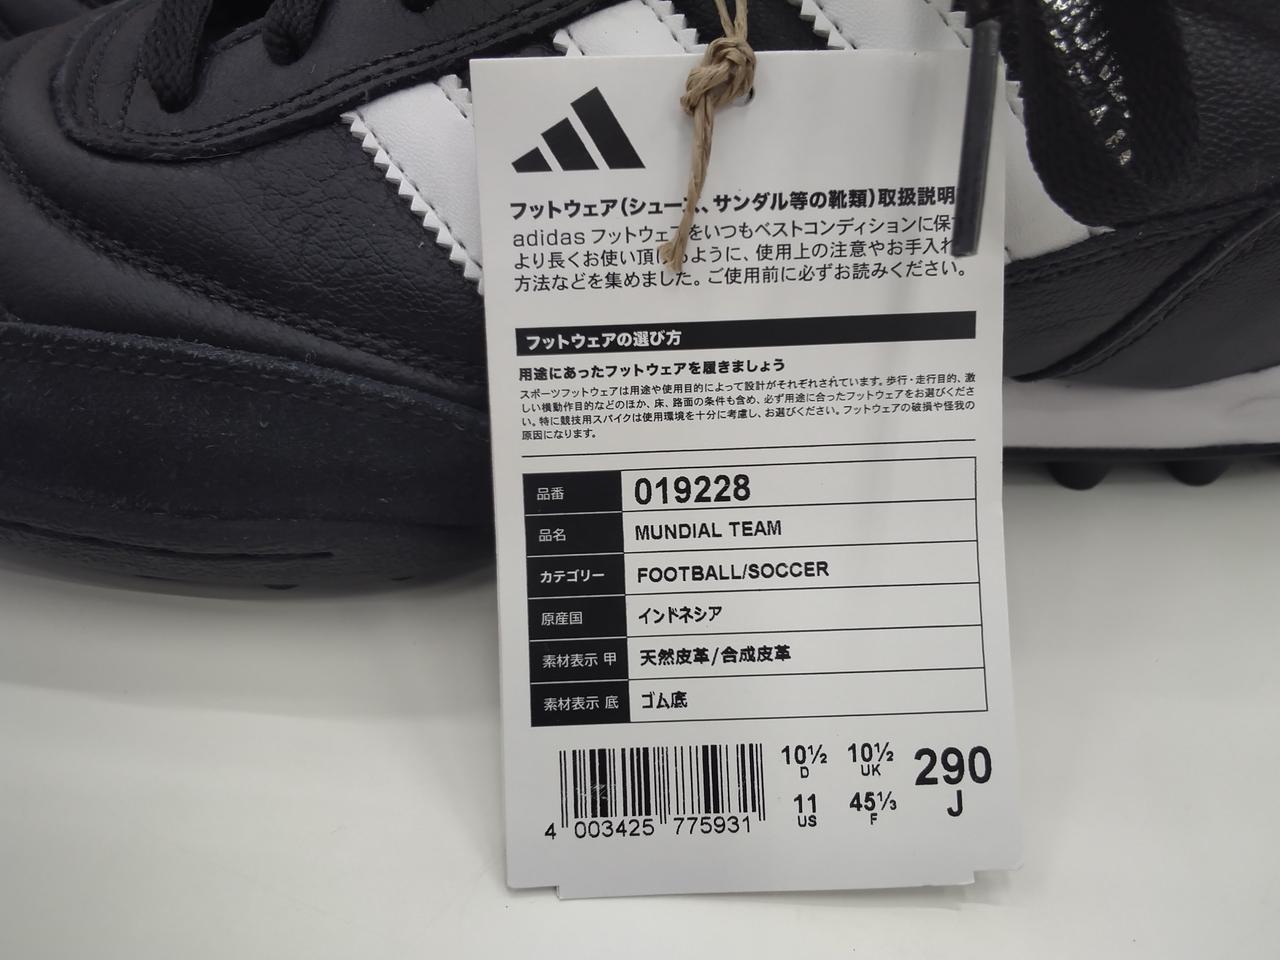 フットウェア(シューズ、サンダル等の靴類)取扱説明
adidas フットウェアをいつもベストコンディションに保
より長くお使い頂けるように、使用上の注意やお手入れ
方法などを集めました。ご使用前に必ずお読みください。
フットウェアの選び方
用途にあったフットウェアを履きましょう
スポーツフットウェアは用途や使用目的によって設計がそれぞれされています。歩行・走行目的、激
しい横動作目的などのほか、床、路面の条件も含め、必ず用途に合ったフットウェアをお選びくださ
い。特に競技用スパイクは使用環境を十分に考慮し、お選びください。フットウェアの破損や怪我の
原因になります。
品番 019228
品名 MUNDIAL TEAM
カテゴリー FOOTBALL/SOCCER
原産国 インドネシア
素材表示 甲 天然皮革/合成皮革
素材表示 底 ゴム底
10½ D 10½ UK 290 J
11 US 45⅓ F
4 003425 775931